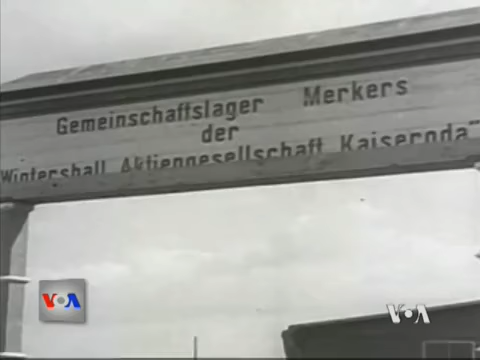 Gemeinschaftslager Merkers
der
Wintershall Aktiengesellschaft Kaiseroda"
VOA
VOA